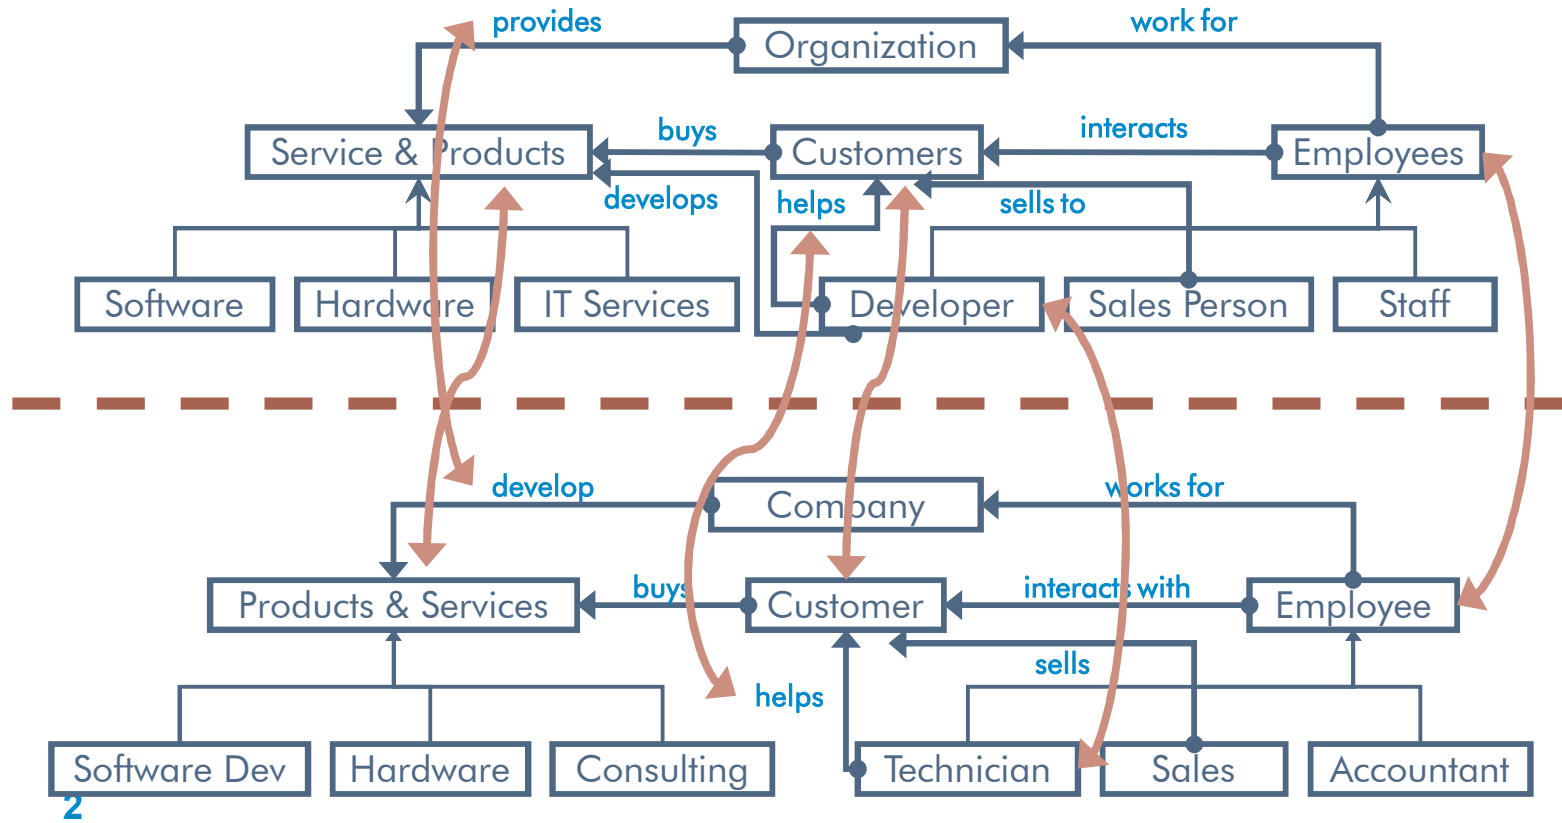 provides
Organization
work for
Service & Products
buys
Customers
interacts
Employees
develops
helps
sells to
Software
Hardware
IT Services
Developer
Sales Person
Staff
develop
Company
works for
Products & Services
buys
Customer
interacts with
Employee
helps
sells
Software Dev
Hardware
Consulting
Technician
Sales
Accountant
2